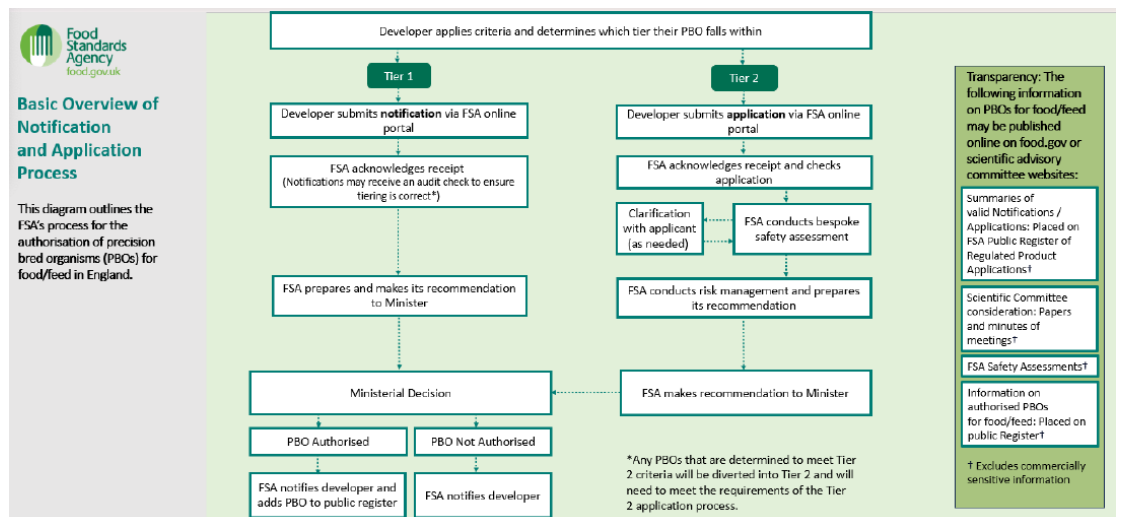 Food
Standards
Agency
food.gov.uk
Basic Overview of
Notification
and Application
Process
This diagram outlines the
FSA's process for the
authorisation of precision
bred organisms (PBOs) for
food/feed in England.
Developer applies criteria and determines which tier their PBO falls within
Tier 1
Developer submits notification via FSA online
portal
FSA acknowledges receipt
(Notifications may receive an audit check to ensure
tiering is correct*)
FSA prepares and makes its recommendation
to Minister
Tier 2
Developer submits application via FSA online
portal
FSA acknowledges receipt and checks
application
Clarification
with applicant
(as needed)
FSA conducts bespoke
safety assessment
FSA conducts risk management and prepares
its recommendation
FSA makes recommendation to Minister
Ministerial Decision
PBO Authorised
PBO Not Authorised
FSA notifies developer and
adds PBO to public register
FSA notifies developer
*Any PBOs that are determined to meet Tier
2 criteria will be diverted into Tier 2 and will
need to meet the requirements of the Tier
2 application process.
Transparency: The
following information
on PBOs for food/feed
may be published
online on food.gov or
scientific advisory
committee websites:
Summaries of
valid Notifications /
Applications: Placed on
FSA Public Register of
Regulated Product
Applications†
Scientific Committee
consideration: Papers
and minutes of
meetings†
FSA Safety Assessments†
Information on
authorised PBOs
for food/feed: Placed on
public Register†
† Excludes commercially
sensitive information